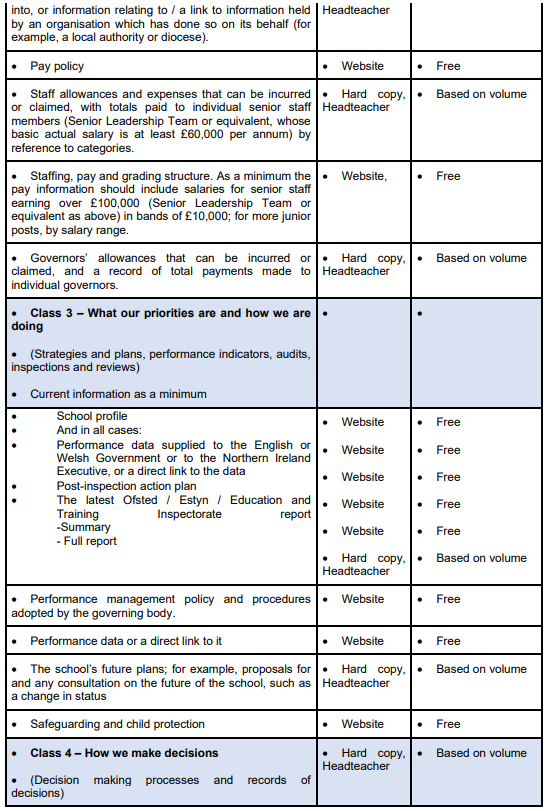 into, or information relating to / a link to information held
by an organisation which has done so on its behalf (for
example, a local authority or diocese).
Headteacher
• Pay policy
• Website
• Free
• Staff allowances and expenses that can be incurred
or claimed, with totals paid to individual senior staff
members (Senior Leadership Team or equivalent, whose
basic actual salary is at least £60,000 per annum) by
reference to categories.
• Hard copy,
Headteacher
• Based on volume
• Staffing, pay and grading structure. As a minimum the
pay information should include salaries for senior staff
earning over £100,000 (Senior Leadership Team or
equivalent as above) in bands of £10,000; for more junior
posts, by salary range.
• Website,
• Free
• Governors' allowances that can be incurred or
claimed, and a record of total payments made to
individual governors.
• Hard copy,
Headteacher
• Based on volume
• Class 3 – What our priorities are and how we are
doing
• (Strategies and plans, performance indicators, audits,
inspections and reviews)
• Current information as a minimum
•
•
• School profile
• And in all cases:
• Performance data supplied to the English or
Welsh Government or to the Northern Ireland
Executive, or a direct link to the data
• Post-inspection action plan
• The latest Ofsted / Estyn / Education and
Training Inspectorate report
-Summary
- Full report
• Website
• Website
• Website
• Website
• Website
• Hard copy,
Headteacher
• Free
• Free
• Free
• Free
• Free
• Based on volume
• Performance management policy and procedures
adopted by the governing body.
• Website
• Free
• Performance data or a direct link to it
• Website
• Free
• The school's future plans; for example, proposals for
and any consultation on the future of the school, such as
a change in status
• Hard copy,
Headteacher
• Based on volume
• Safeguarding and child protection
• Website
• Free
• Class 4 – How we make decisions
• (Decision making processes and records of
decisions)
• Hard copy,
Headteacher
• Based on volume